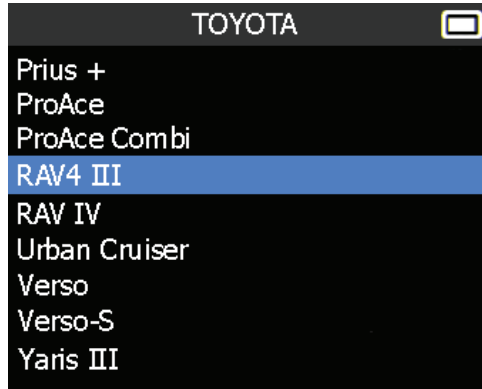 TOYOTA
Prius +
ProAce
ProAce Combi
RAV4 III
RAV IV
Urban Cruiser
Verso
Verso-S
Yaris III